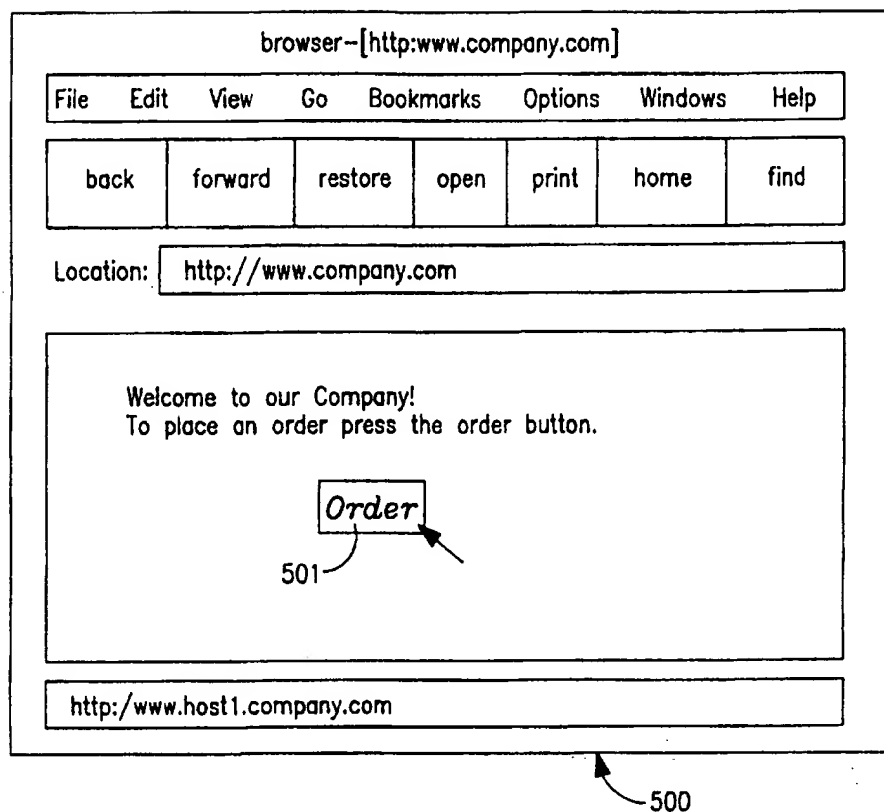 browser-[http:www.company.com]
File Edit View Go Bookmarks Options Windows Help
back forward restore open print home find
Location: http://www.company.com
Welcome to our Company!
To place an order press the order button.
Order
501
http:/www.host1.company.com
500